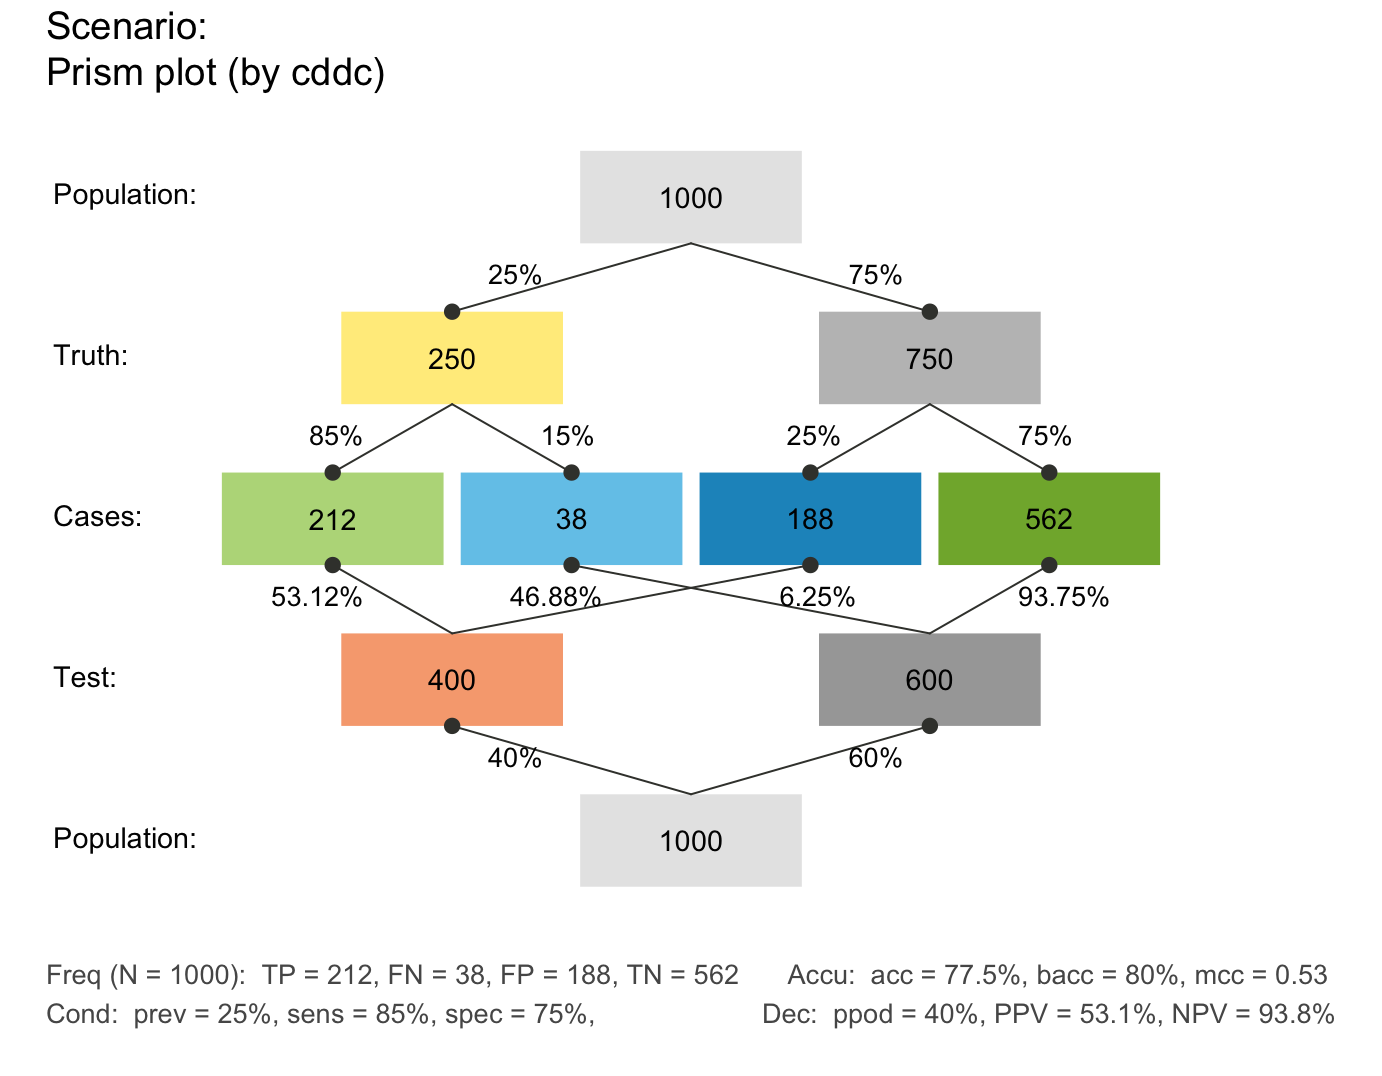 Scenario:
Prism plot (by cddc)
Population:
1000
25%
75%
Truth:
250
750
85%
15%
25%
75%
Cases:
212
38
188
562
53.12%
46.88%
6.25%
93.75%
Test:
400
600
40%
60%
Population:
1000
Freq (N = 1000):  TP = 212, FN = 38, FP = 188, TN = 562
Accu:  acc = 77.5%, bacc = 80%, mcc = 0.53
Cond:  prev = 25%, sens = 85%, spec = 75%,
Dec:  ppod = 40%, PPV = 53.1%, NPV = 93.8%